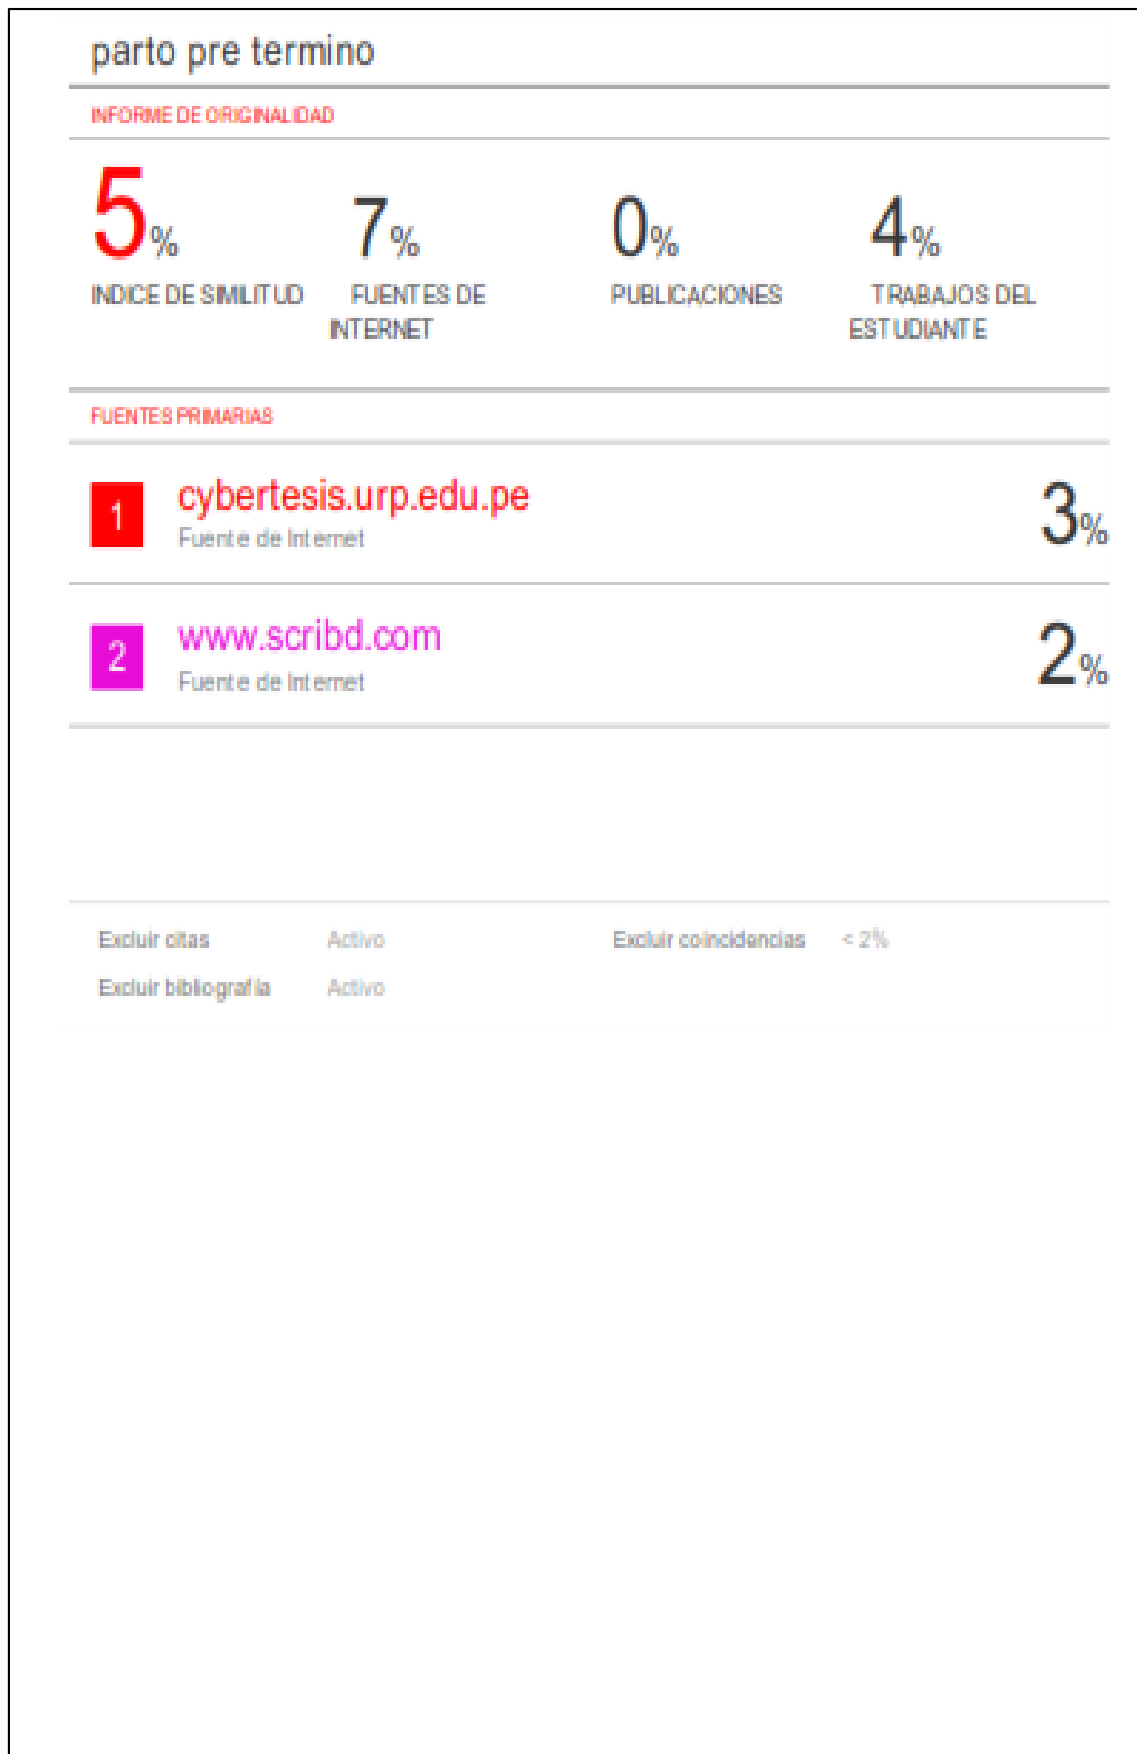 parto pre termino
INFORME DE ORIGINALIDAD
5% 7% 0% 4%
INDICE DE SIMILITUD FUENTES DE PUBLICACIONES TRABAJOS DEL
INTERNET ESTUDIANTE
FUENTES PRIMARIAS
1 cybertesis.urp.edu.pe 3%
Fuente de Internet
2 www.scribd.com 2%
Fuente de Internet
Excluir citas Activo Excluir coincidencias < 2%
Excluir bibliografía Activo